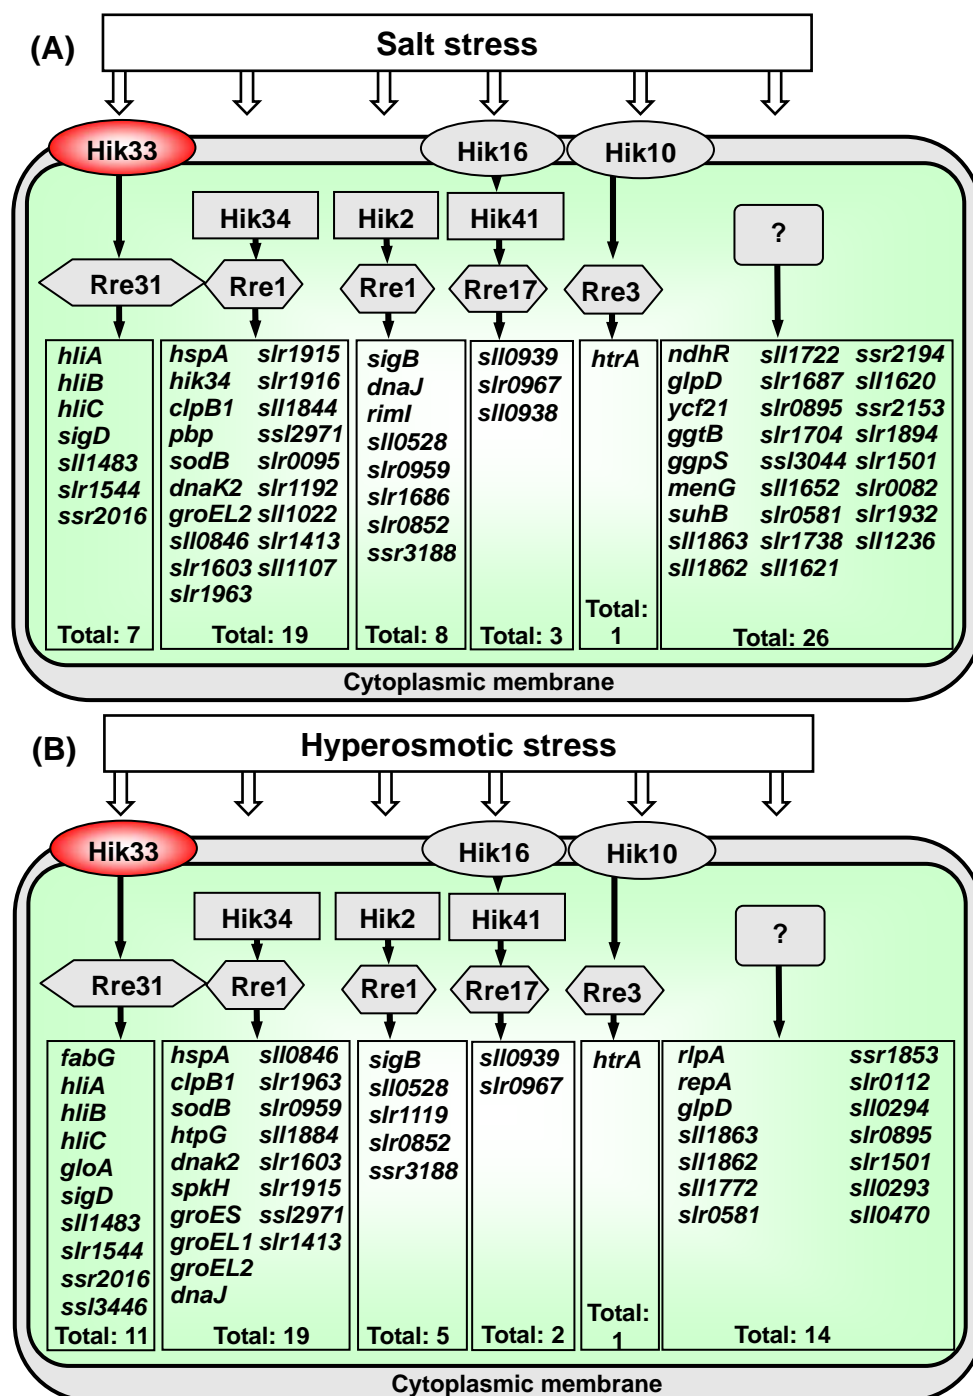 (A)
Salt stress
Hik33
Hik16
Hik10
Hik34
Hik2
Hik41
?
Rre31
Rre1
Rre1
Rre17
Rre3
hliA
hliB
hliC
sigD
sll1483
slr1544
ssr2016
Total: 7
hspA slr1915
hik34 slr1916
clpB1 sll1844
pbp ssl2971
sodB slr0095
dnaK2 slr1192
groEL2 sll1022
sll0846 slr1413
slr1603 sll1107
slr1963
Total: 19
sigB
dnaJ
rimI
sll0528
slr0959
slr1686
slr0852
ssr3188
Total: 8
sll0939
slr0967
sll0938
Total: 3
htrA
Total:
1
ndhR sll1722 ssr2194
glpD slr1687 sll1620
ycf21 slr0895 ssr2153
ggtB slr1704 slr1894
ggpS ssl3044 slr1501
menG sll1652 slr0082
suhB slr0581 slr1932
sll1863 slr1738 sll1236
sll1862 sll1621
Total: 26
Cytoplasmic membrane
(B)
Hyperosmotic stress
Hik33
Hik16
Hik10
Hik34
Hik2
Hik41
?
Rre31
Rre1
Rre1
Rre17
Rre3
fabG
hliA
hliB
hliC
gloA
sigD
sll1483
slr1544
ssr2016
ssl3446
Total: 11
hspA sll0846
clpB1 slr1963
sodB slr0959
htpG sll1884
dnak2 slr1603
spkH slr1915
groES ssl2971
groEL1 slr1413
groEL2
dnaJ
Total: 19
sigB
sll0528
slr1119
slr0852
ssr3188
Total: 5
sll0939
slr0967
Total: 2
htrA
Total:
1
rlpA ssr1853
repA slr0112
glpD sll0294
sll1863 slr0895
sll1862 slr1501
sll1772 sll0293
slr0581 sll0470
Total: 14
Cytoplasmic membrane